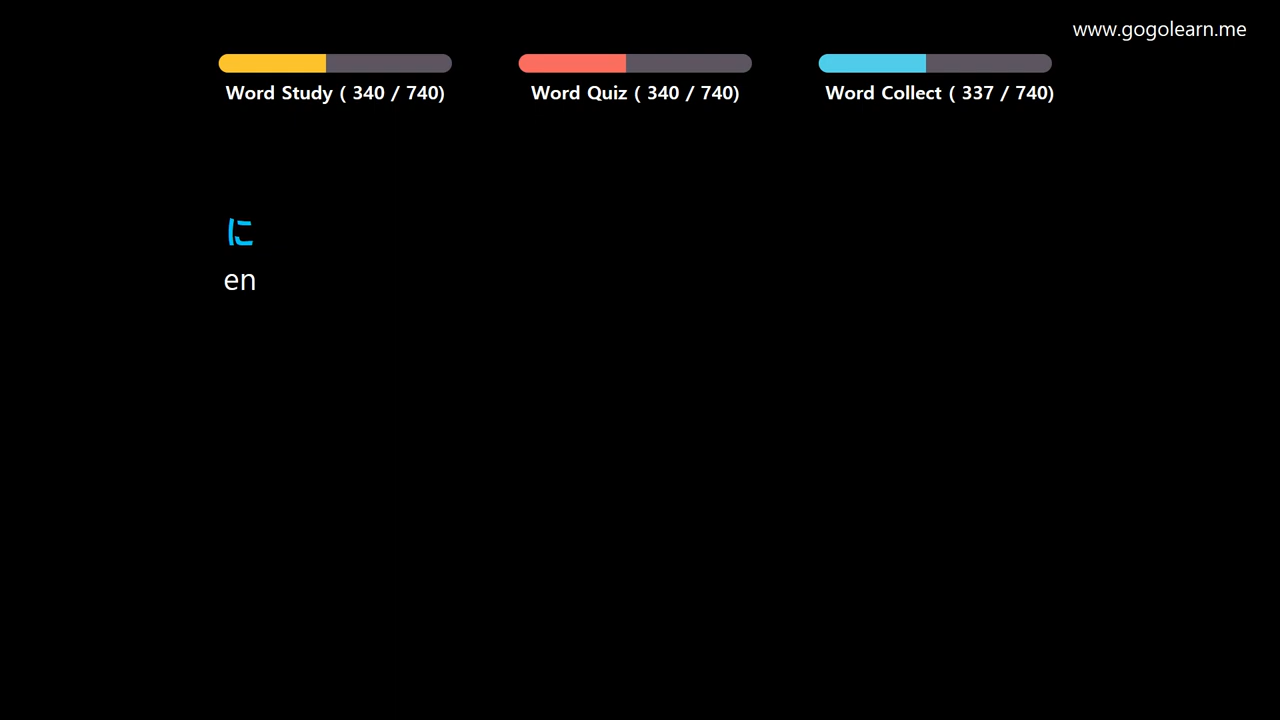 www.gogolearn.me
Word Study ( 340 / 740)
Word Quiz ( 340 / 740)
Word Collect ( 337 / 740)
に
en